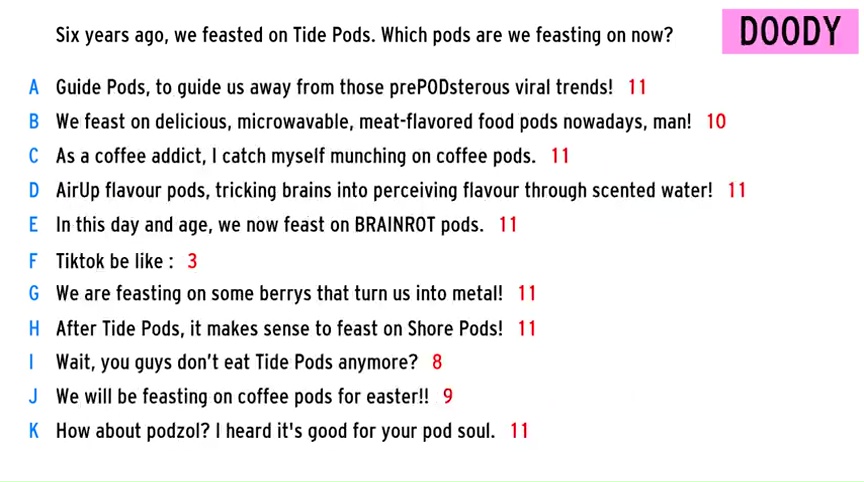 Six years ago, we feasted on Tide Pods. Which pods are we feasting on now?
DOODY
A Guide Pods, to guide us away from those prePODsterous viral trends! 11
B We feast on delicious, microwavable, meat-flavored food pods nowadays, man! 10
C As a coffee addict, I catch myself munching on coffee pods. 11
D AirUp flavour pods, tricking brains into perceiving flavour through scented water! 11
E In this day and age, we now feast on BRAINROT pods. 11
F Tiktok be like : 3
G We are feasting on some berrys that turn us into metal! 11
H After Tide Pods, it makes sense to feast on Shore Pods! 11
I Wait, you guys don't eat Tide Pods anymore? 8
J We will be feasting on coffee pods for easter!! 9
K How about podzol? I heard it's good for your pod soul. 11